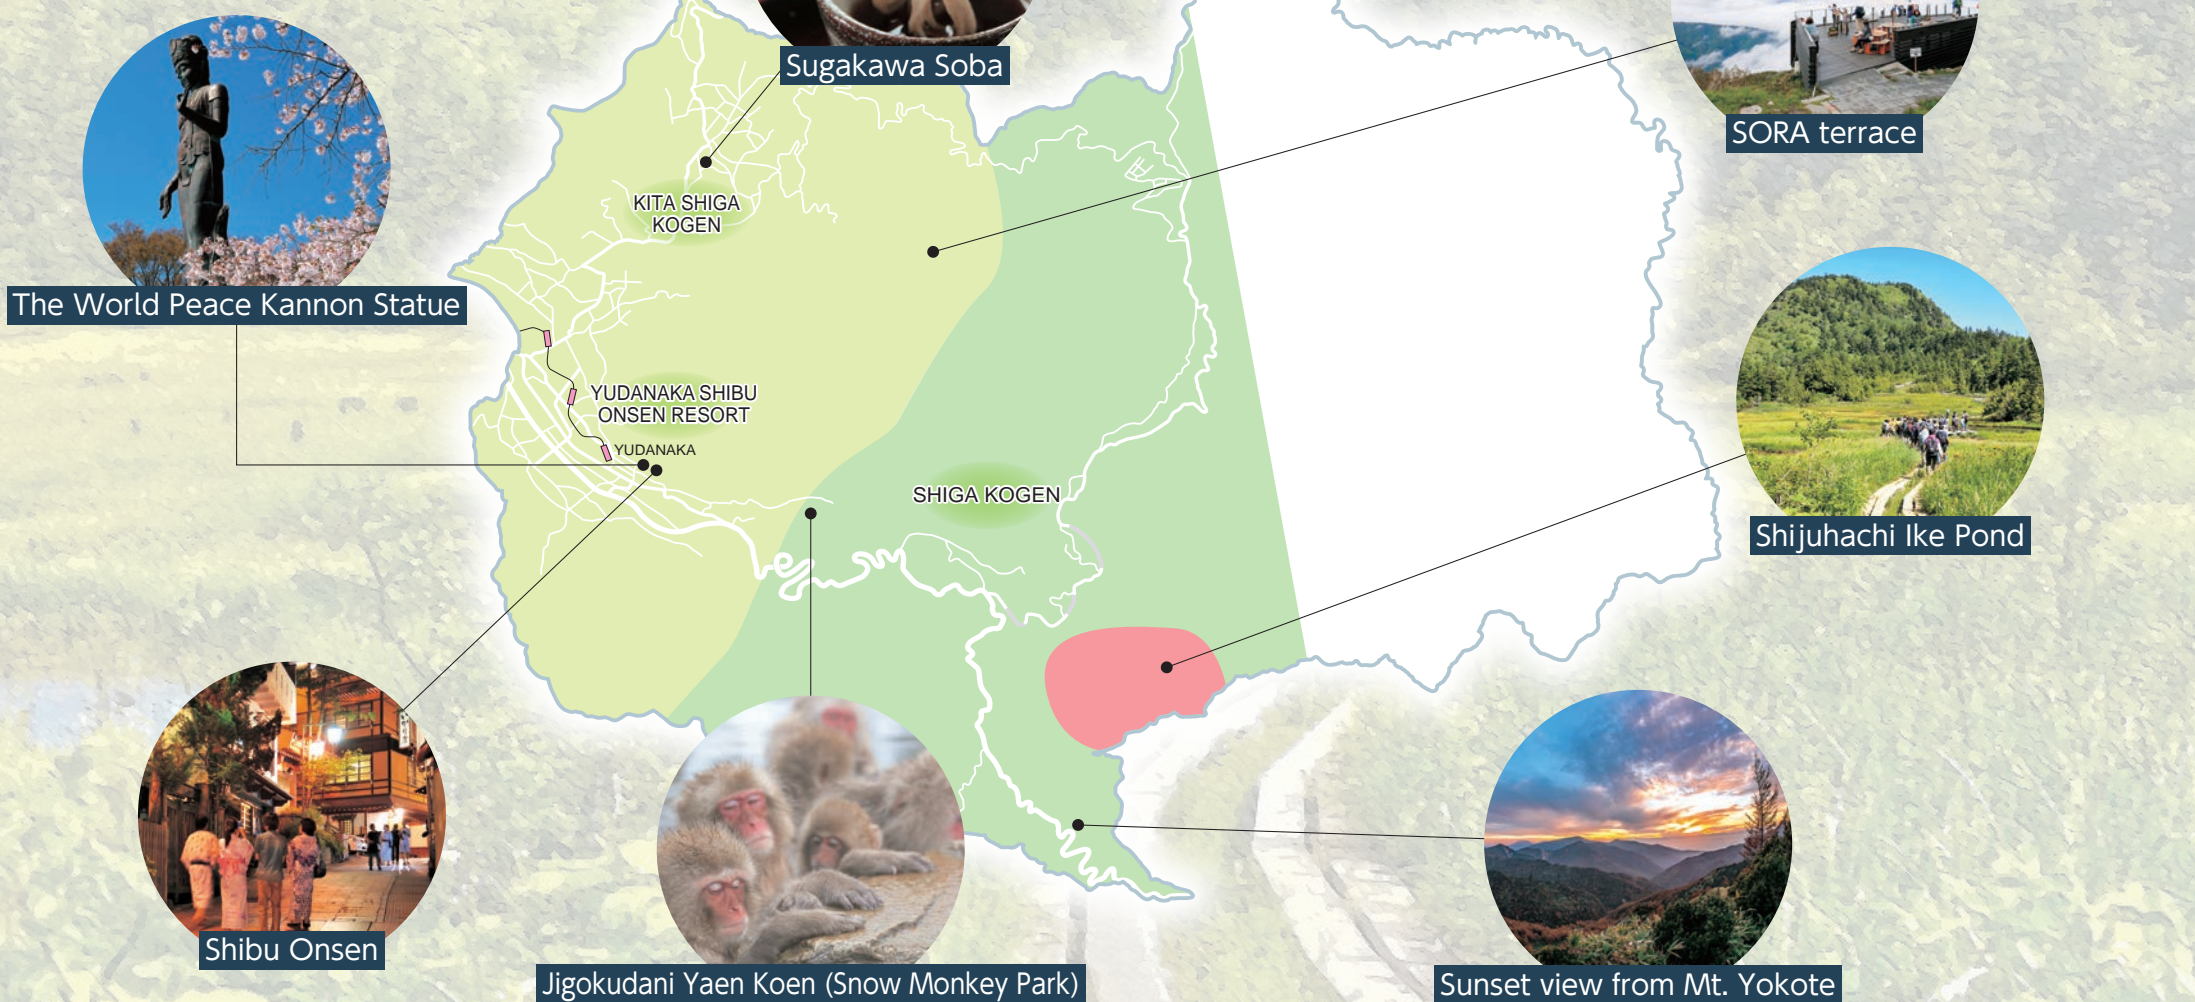 Sugakawa Soba
SORA terrace
KITA SHIGA
KOGEN
The World Peace Kannon Statue
YUDANAKA SHIBU
ONSEN RESORT
YUDANAKA
SHIGA KOGEN
Shijuhachi Ike Pond
Shibu Onsen
Jigokudani Yaen Koen (Snow Monkey Park)
Sunset view from Mt. Yokote